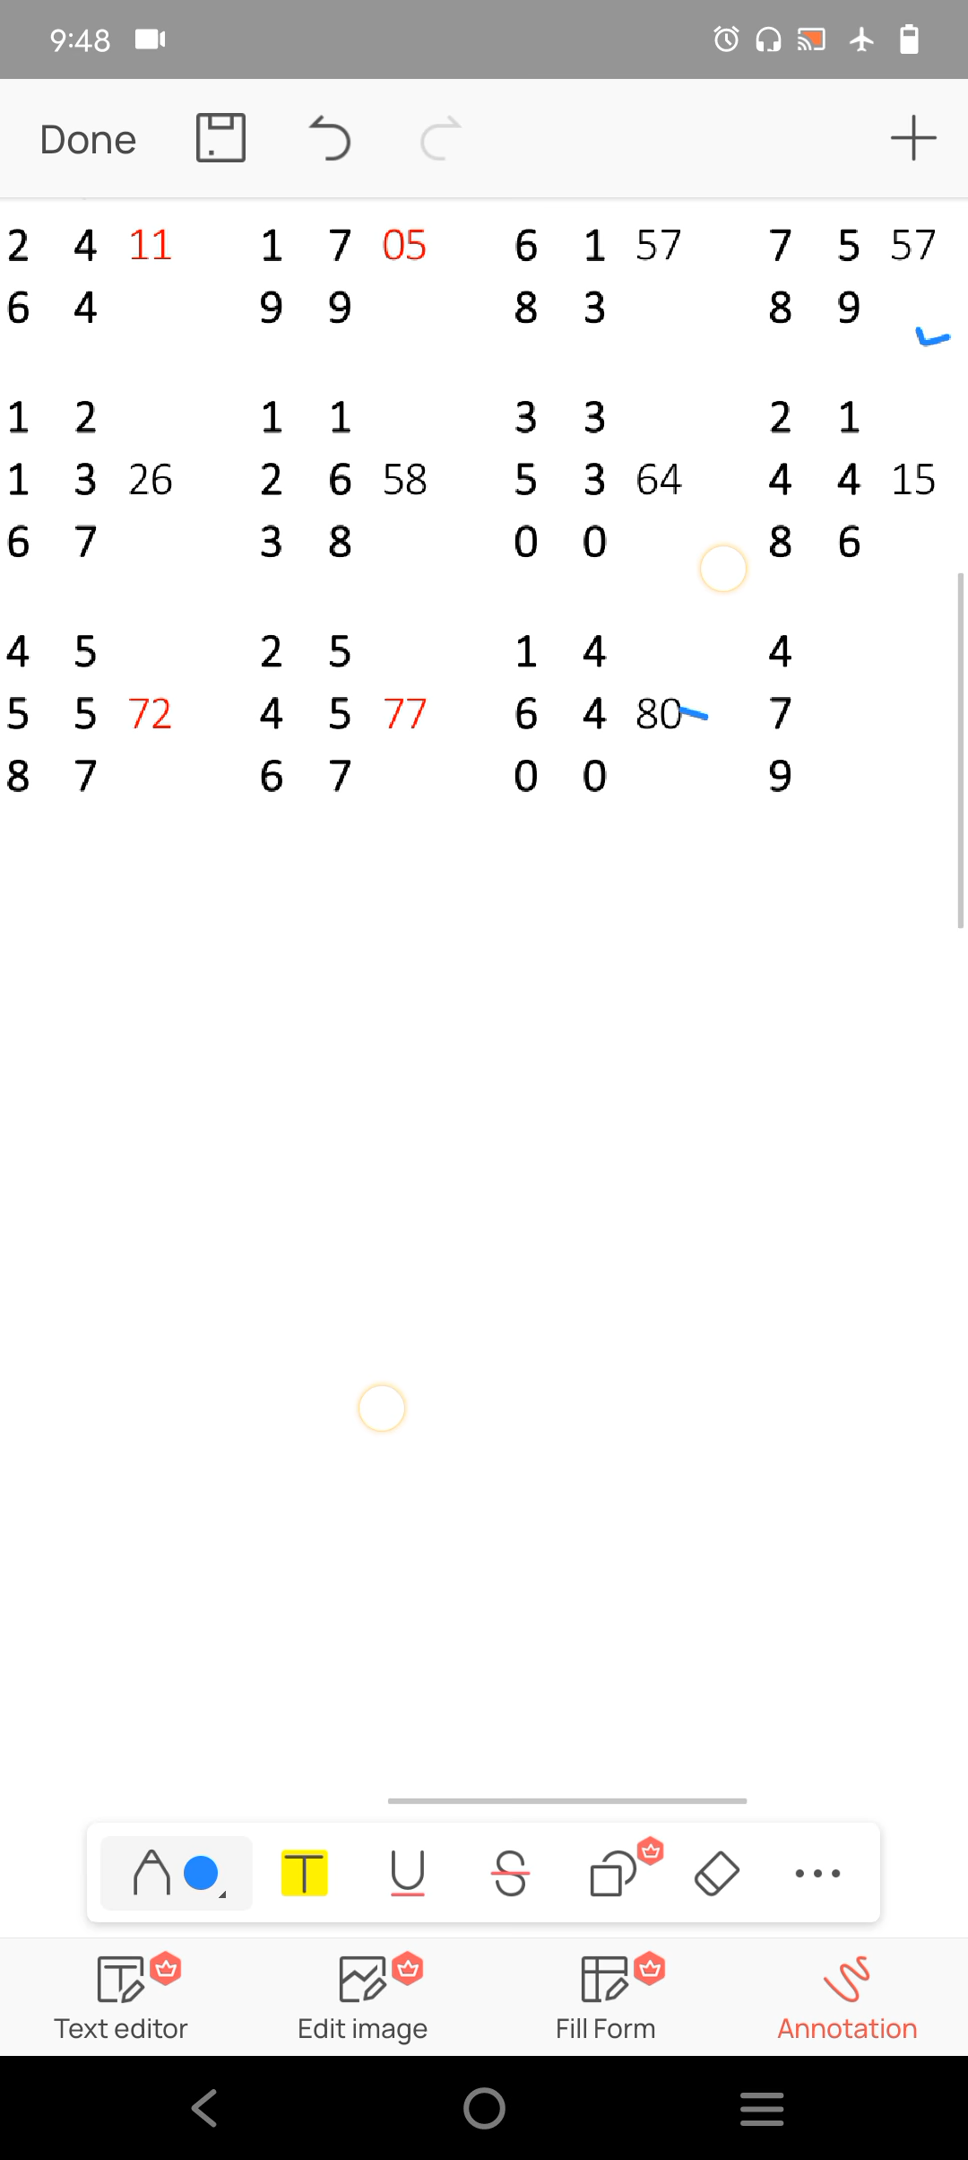 9:48
Done
2 4 11 1 7 05 6 1 57 7 5 57
6 4 9 9 8 3 8 9
1 2 1 1 3 3 2 1
1 3 26 2 6 58 5 3 64 4 4 15
6 7 3 8 0 0 8 6
4 5 2 5 1 4 4
5 5 72 4 5 77 6 4 80 7
8 7 6 7 0 0 9
T U S
Text editor Edit image Fill Form Annotation